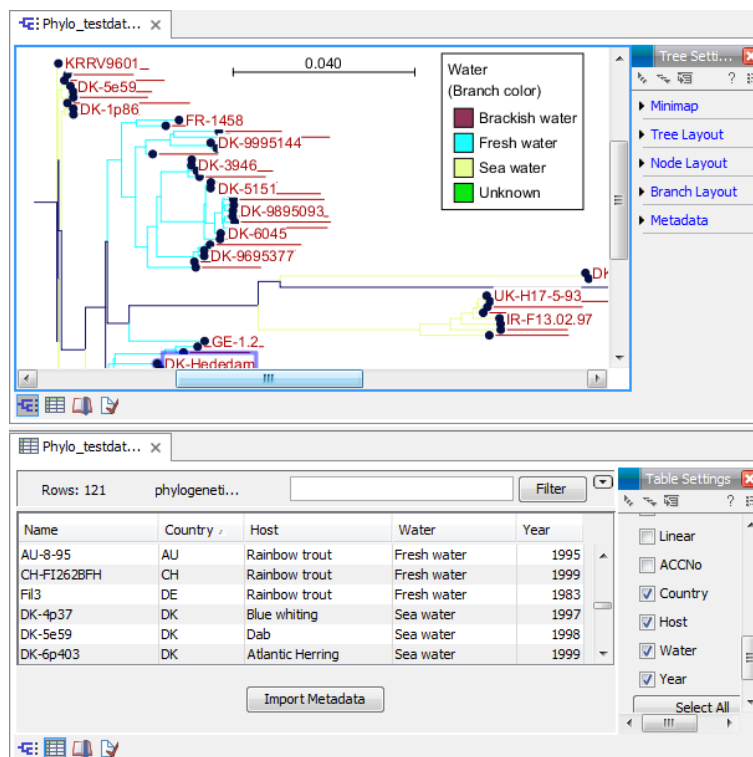 Phylo_testdat...
KRRV9601
DK-5e59
DK-1p86
0.040
FR-1458
DK-9995144
DK-3946
DK-5151
DK-9895093
DK-6045
DK-9695377
DK
UK-H17-5-93
IR-F13.02.97
GE-1.2
DK-Hededam
Water
(Branch color)
Brackish water
Fresh water
Sea water
Unknown
Tree Setti...
?
Minimap
Tree Layout
Node Layout
Branch Layout
Metadata
Phylo_testdat...
Rows: 121 phylogeneti... Filter
Name Country Host Water Year
AU-8-95 AU Rainbow trout Fresh water 1995
CH-FI262BFH CH Rainbow trout Fresh water 1999
Fil3 DE Rainbow trout Fresh water 1983
DK-4p37 DK Blue whiting Sea water 1997
DK-5e59 DK Dab Sea water 1998
DK-6p403 DK Atlantic Herring Sea water 1999
Import Metadata
Table Settings
?
Linear
ACCNo
Country
Host
Water
Year
Select All